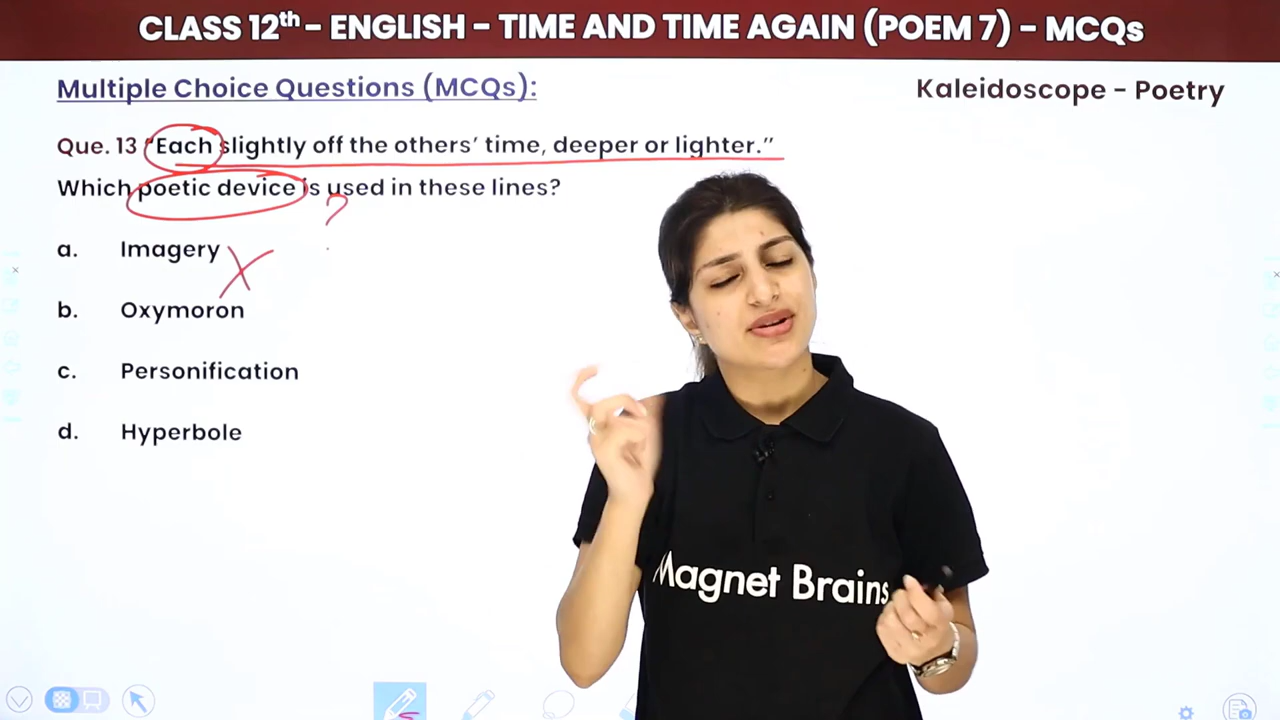 CLASS 12th – ENGLISH – TIME AND TIME AGAIN (POEM 7) – MCQs
Multiple Choice Questions (MCQs):
Kaleidoscope – Poetry
Que. 13 “Each slightly off the others’ time, deeper or lighter.”
Which poetic device is used in these lines?
?
a. Imagery
b. Oxymoron
c. Personification
d. Hyperbole
Magnet Brains